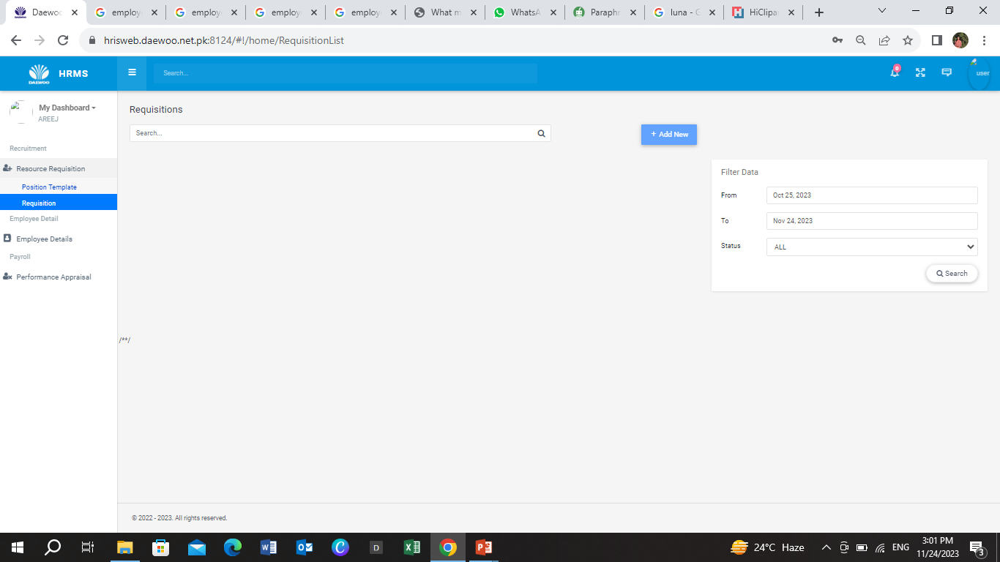 Daewoo
employ
employ
employ
employ
What m
WhatsA
Paraphr
luna - G
HiClipa
hrisweb.daewoo.net.pk:8124/#!/home/RequisitionList
DAEWOO
HRMS
Search...
0
user
My Dashboard
AREEJ
Recruitment
Resource Requisition
Position Template
Requisition
Employee Detail
Employee Details
Payroll
Performance Appraisal
Requisitions
Search...
+ Add New
Filter Data
From
Oct 25, 2023
To
Nov 24, 2023
Status
ALL
Search
/**/
© 2022 - 2023. All rights reserved.
D
24°C Haze
ENG
3:01 PM
11/24/2023
3